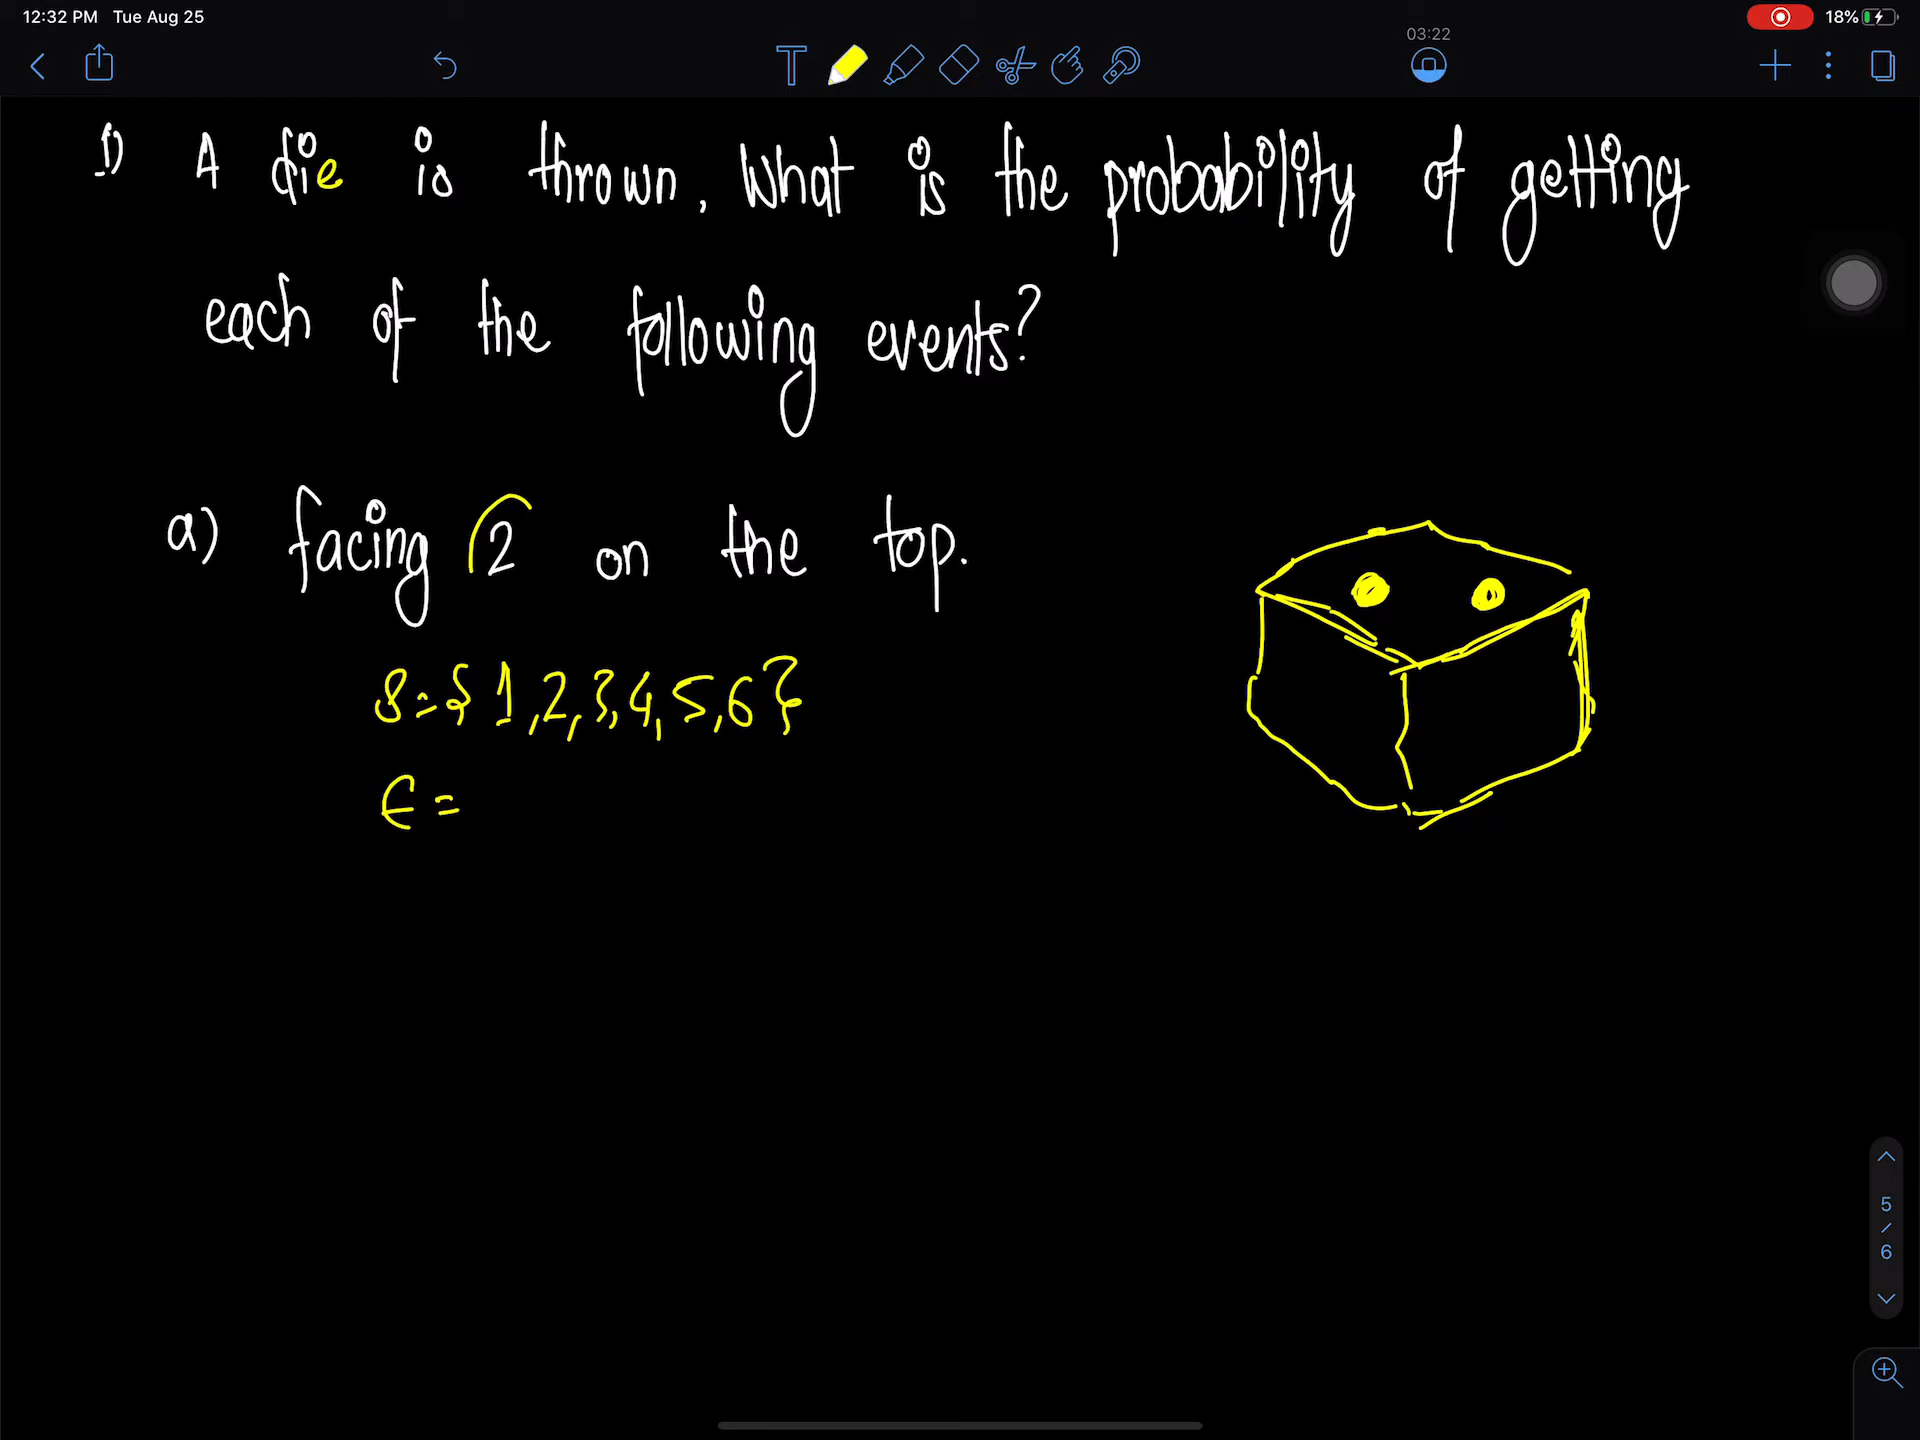 12:32 PM Tue Aug 25
18%
03:22
1) A die is thrown. What is the probability of getting
each of the following events?
a) facing 2 on the top.
S={1,2,3,4,5,6}
E=
5
/
6